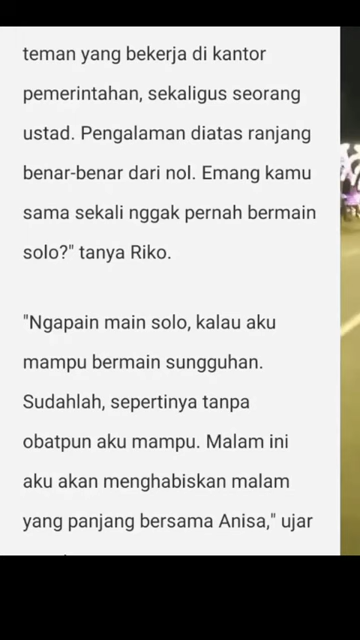 teman yang bekerja di kantor
pemerintahan, sekaligus seorang
ustad. Pengalaman diatas ranjang
benar-benar dari nol. Emang kamu
sama sekali nggak pernah bermain
solo?" tanya Riko.
"Ngapain main solo, kalau aku
mampu bermain sungguhan.
Sudahlah, sepertinya tanpa
obatpun aku mampu. Malam ini
aku akan menghabiskan malam
yang panjang bersama Anisa," ujar